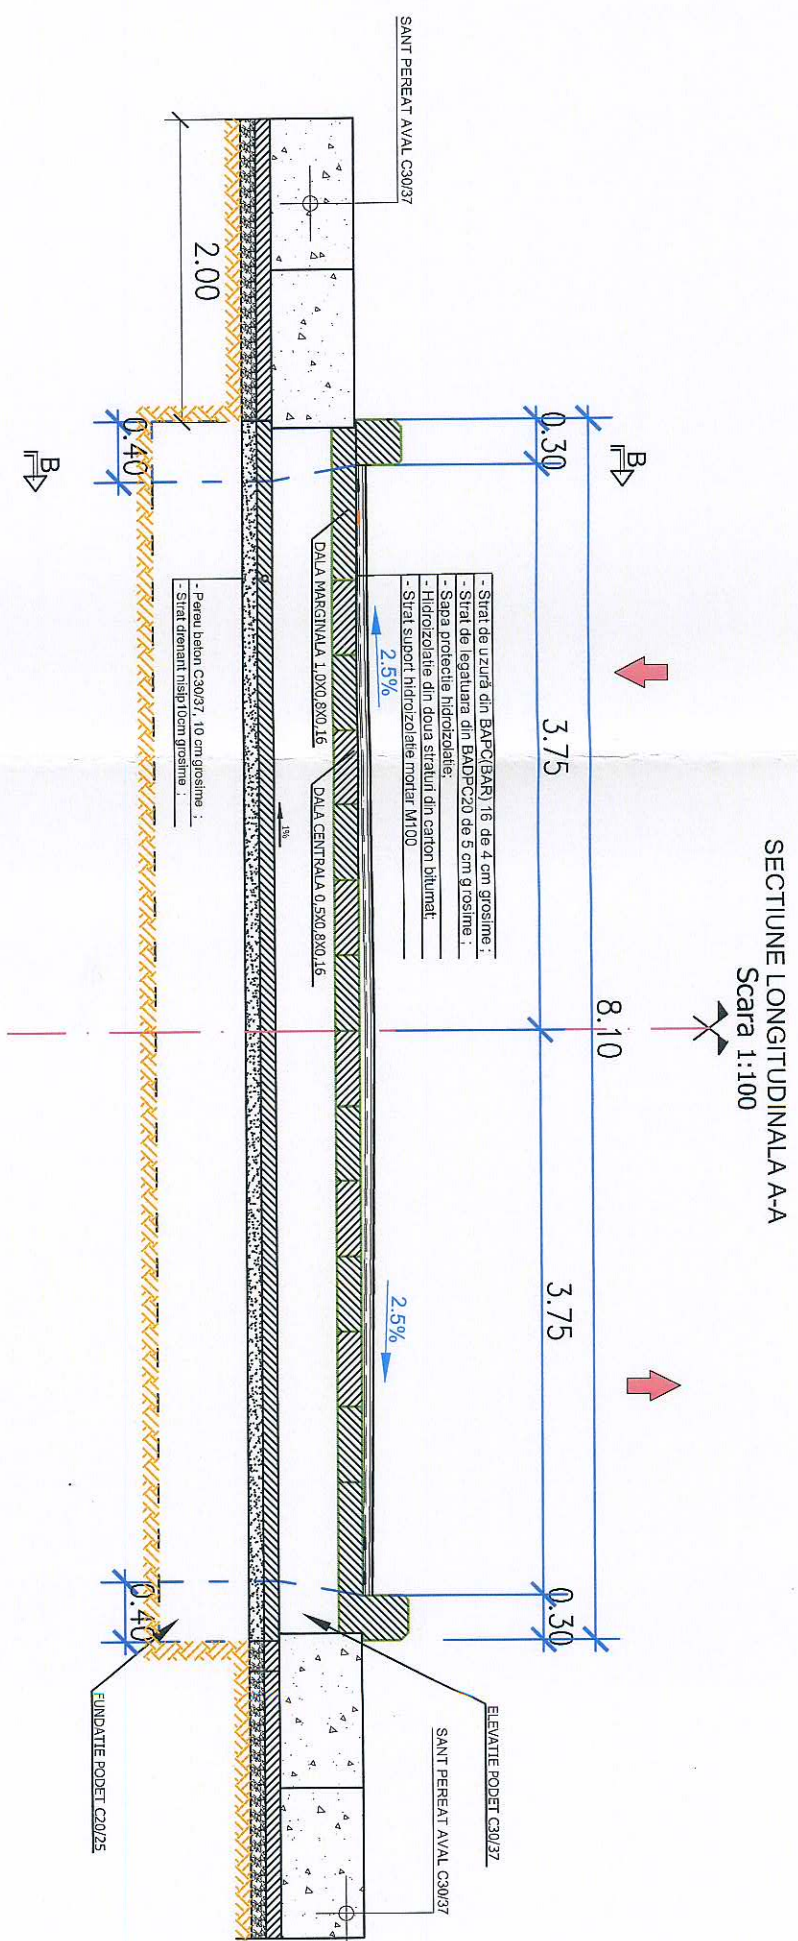 SECTIUNE LONGITUDINALA A-A
Scara 1:100
8.10
0.30
3.75
3.75
0.30
B
B
- Strat de uzură din BAPC(BAR) 16 de 4 cm grosime ;
- Strat de legatuara din BADPC20 de 5 cm grosime ;
- Sapa protectie hidroizolatie;
- Hidroizolatie din doua straturi din carton bitumat;
- Strat suport hidroizolatie mortar M100
2.5%
2.5%
SANT PEREAT AVAL C30/37
DALA MARGINALA 1,0X0,8X0,16
DALA CENTRALA 0,5X0,8X0,16
1%
- Pereu beton C30/37, 10 cm grosime ;
- Strat drenant nisip10cm grosime ;
2.00
0.40
0.40
ELEVATIE PODET C30/37
SANT PEREAT AVAL C30/37
FUNDATIE PODET C20/25